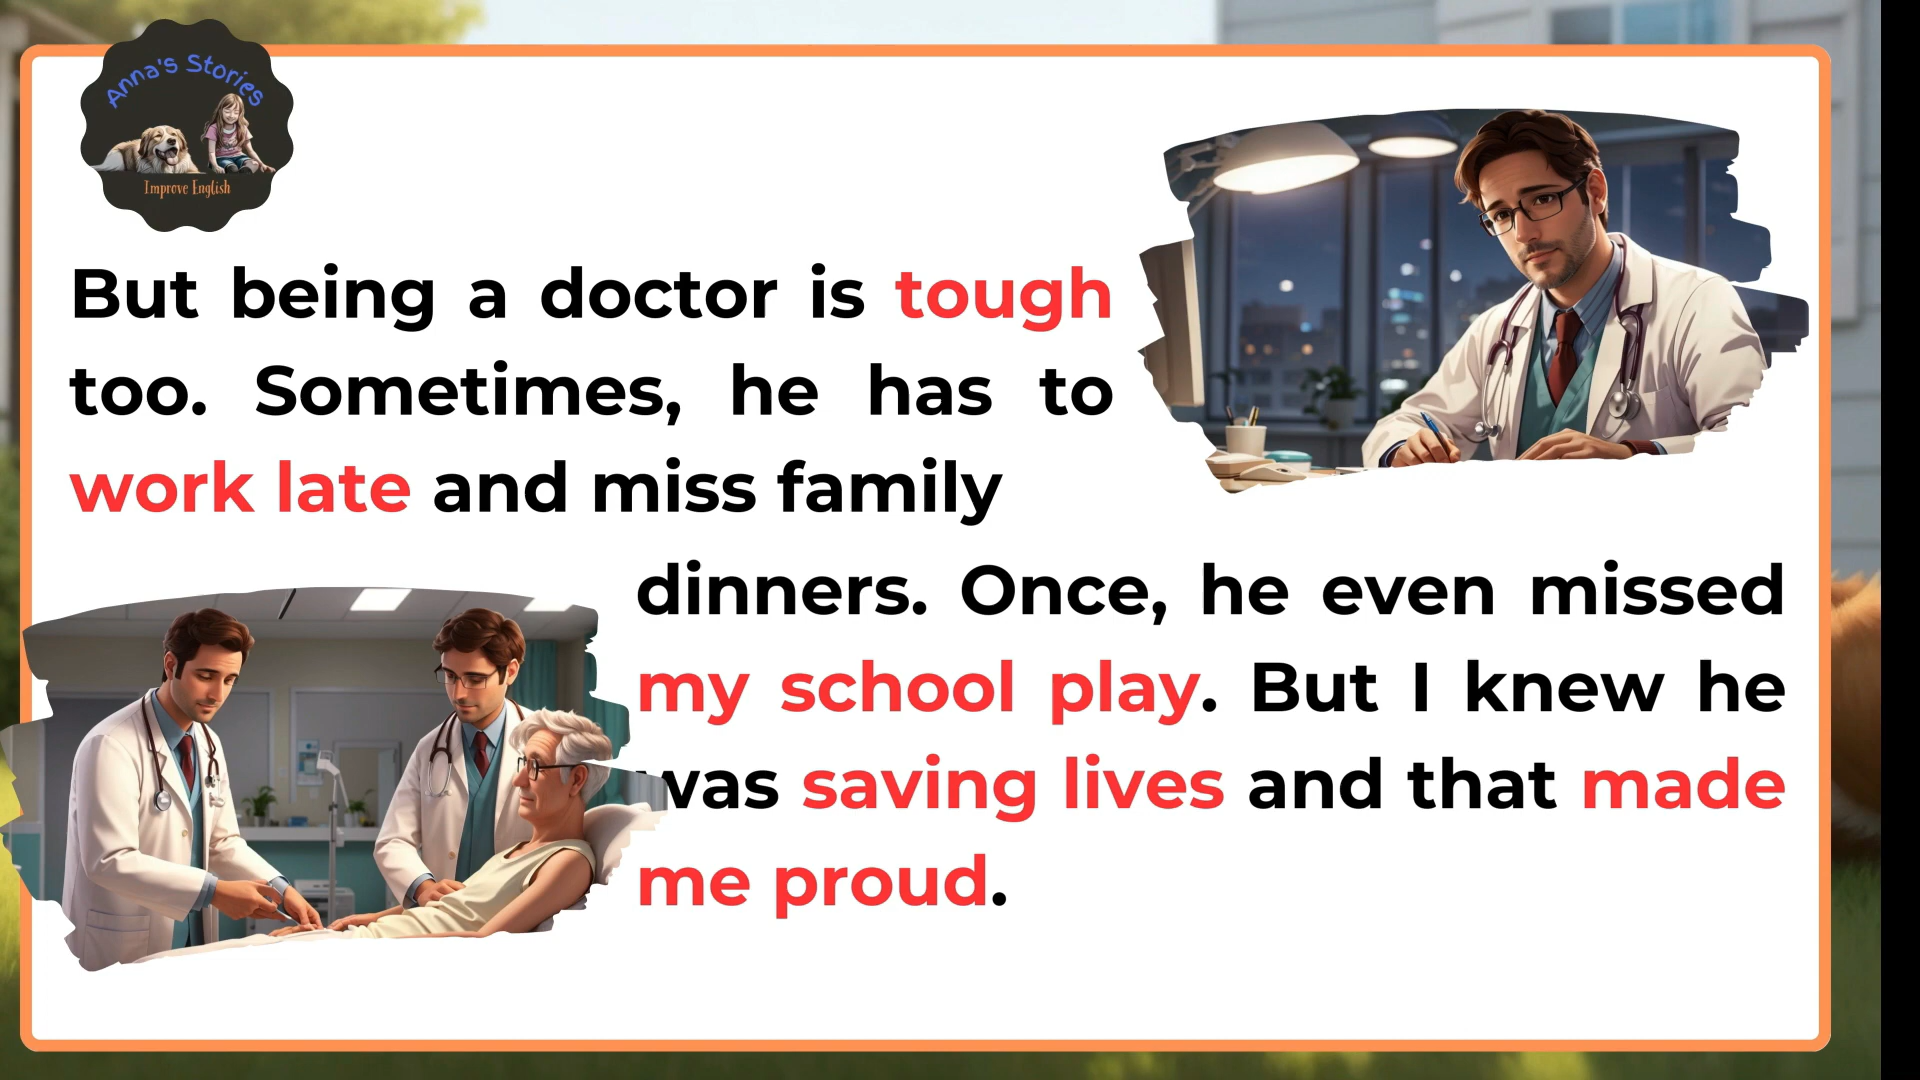 Anna's Stories
Improve English
But being a doctor is tough
too. Sometimes, he has to
work late and miss family
dinners. Once, he even missed
my school play. But I knew he
was saving lives and that made
me proud.